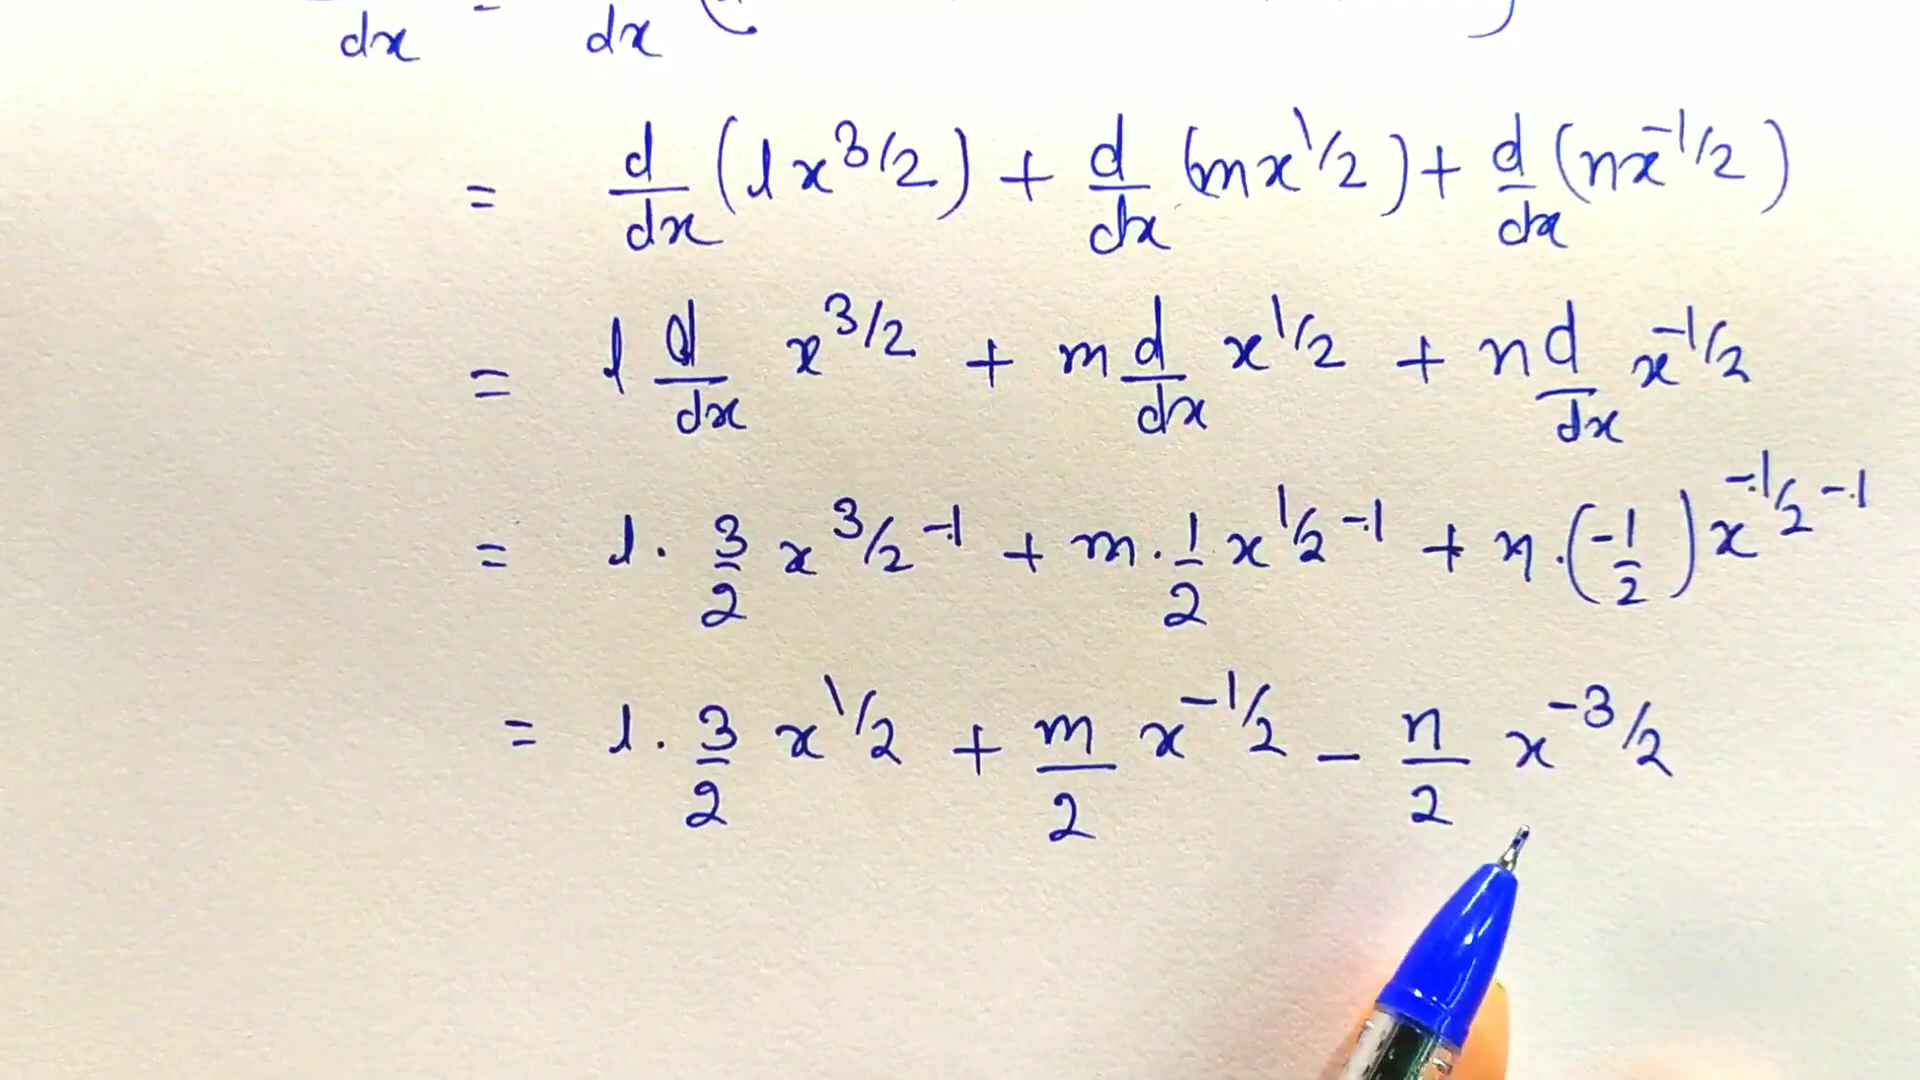 dx = dx (
= d/dx (l x^3/2) + d/dx (m x^1/2) + d/dx (n x^-1/2)
= l d/dx x^3/2 + m d/dx x^1/2 + n d/dx x^-1/2
= l · 3/2 x^3/2 -1 + m · 1/2 x^1/2 -1 + n · (-1/2) x^-1/2 -1
= l · 3/2 x^1/2 + m/2 x^-1/2 - n/2 x^-3/2